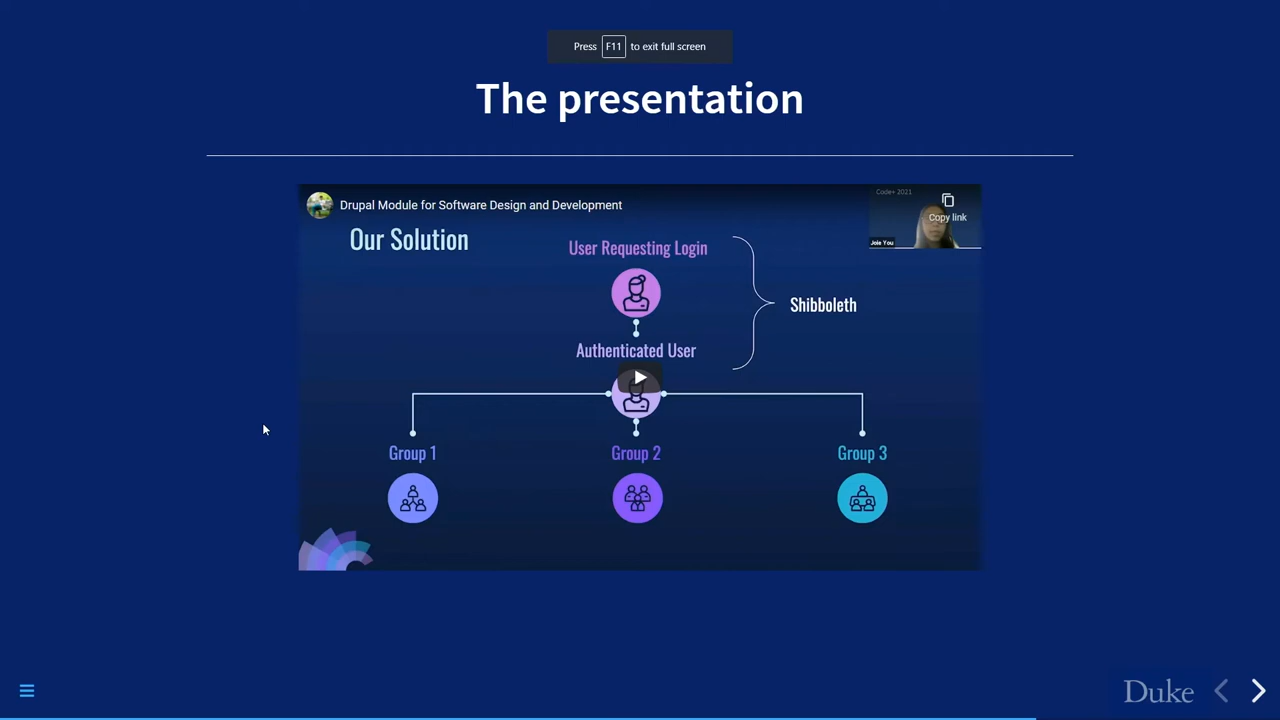 Press F11 to exit full screen
The presentation
Drupal Module for Software Design and Development
Code+ 2021
Copy link
Joie You
Our Solution
User Requesting Login
Shibboleth
Authenticated User
Group 1
Group 2
Group 3
Duke